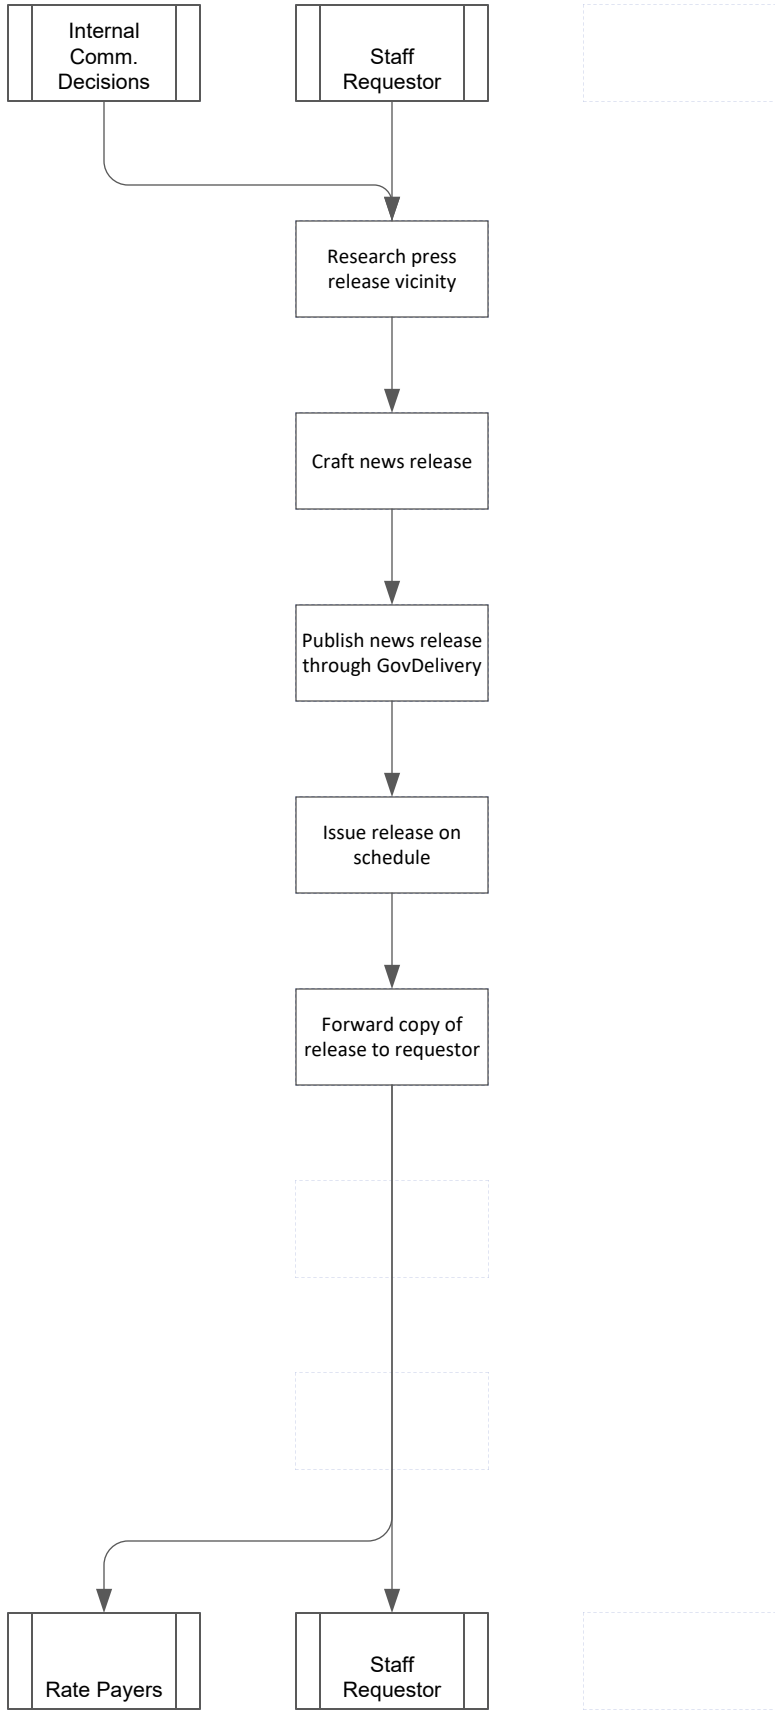 Internal
Comm.
Decisions
Staff
Requestor
Research press
release vicinity
Craft news release
Publish news release
through GovDelivery
Issue release on
schedule
Forward copy of
release to requestor
Rate Payers
Staff
Requestor